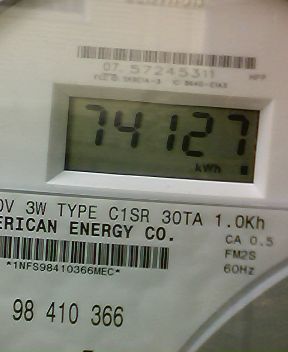 07 57245311
74127
kWh
0V 3W TYPE C1SR 30TA 1.0Kh
ERICAN ENERGY CO.
CA 0.5
FM2S
60Hz
*1NFS98410366MEC*
98 410 366